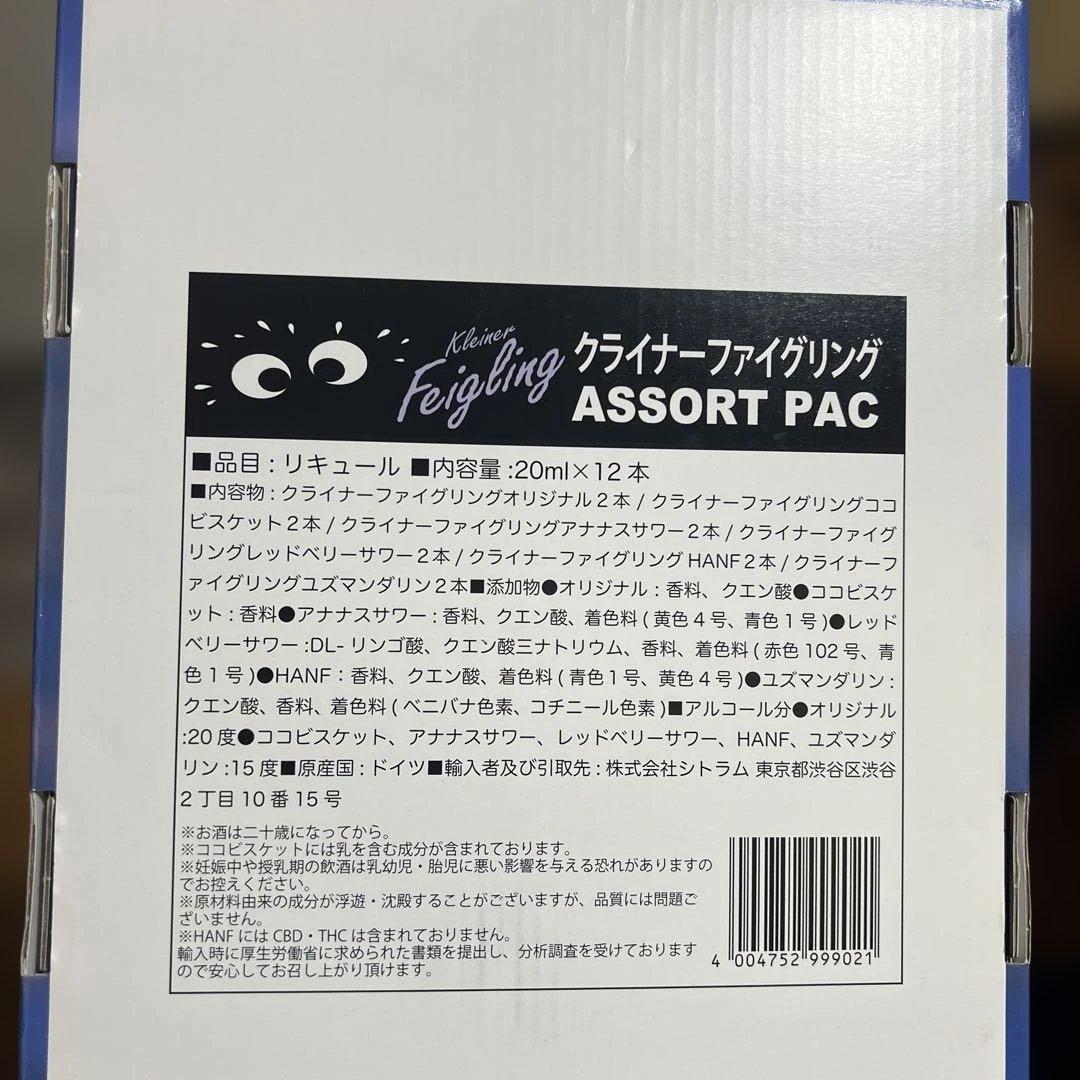 Kleiner
Feigling
クライナーファイグリング
ASSORT PAC
■品目：リキュール ■内容量:20ml×12本
■内容物：クライナーファイグリングオリジナル2本 / クライナーファイグリングココ
ビスケット2本 / クライナーファイグリングアナナスサワー2本 / クライナーファイグ
リングレッドベリーサワー2本 / クライナーファイグリング HANF2本 / クライナーフ
ァイグリングユズマンダリン2本■添加物●オリジナル：香料、クエン酸●ココビスケ
ット：香料●アナナスサワー：香料、クエン酸、着色料(黄色4号、青色1号)●レッド
ベリーサワー:DL-リンゴ酸、クエン酸三ナトリウム、香料、着色料(赤色102号、青
色1号)●HANF：香料、クエン酸、着色料(青色1号、黄色4号)●ユズマンダリン：
クエン酸、香料、着色料(ベニバナ色素、コチニール色素)■アルコール分●オリジナル
:20度●ココビスケット、アナナスサワー、レッドベリーサワー、HANF、ユズマンダ
リン:15度■原産国：ドイツ■輸入者及び引取先：株式会社シトラム 東京都渋谷区渋谷
2丁目10番15号
※お酒は二十歳になってから。
※ココビスケットには乳を含む成分が含まれております。
※妊娠中や授乳期の飲酒は乳幼児・胎児に悪い影響を与える恐れがありますの
でお控えください。
※原材料由来の成分が浮遊・沈殿することがございますが、品質には問題ご
ざいません。
※HANFにはCBD・THCは含まれておりません。
輸入時に厚生労働省に求められた書類を提出し、分析調査を受けております
ので安心してお召し上がり頂けます。
4 004752 999021